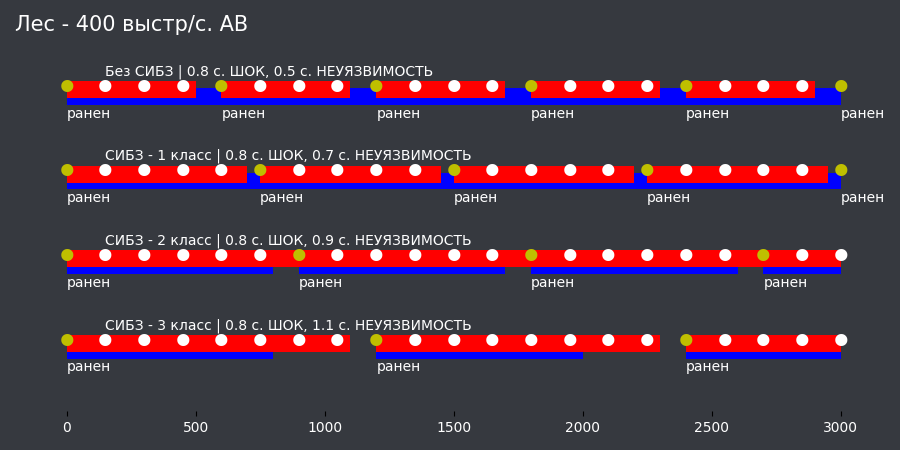 Лес - 400 выстр/с. АВ
Без СИБЗ | 0.8 с. ШОК, 0.5 с. НЕУЯЗВИМОСТЬ
ранен ранен ранен ранен ранен ранен
СИБЗ - 1 класс | 0.8 с. ШОК, 0.7 с. НЕУЯЗВИМОСТЬ
ранен ранен ранен ранен ранен
СИБЗ - 2 класс | 0.8 с. ШОК, 0.9 с. НЕУЯЗВИМОСТЬ
ранен ранен ранен ранен
СИБЗ - 3 класс | 0.8 с. ШОК, 1.1 с. НЕУЯЗВИМОСТЬ
ранен ранен ранен
0 500 1000 1500 2000 2500 3000